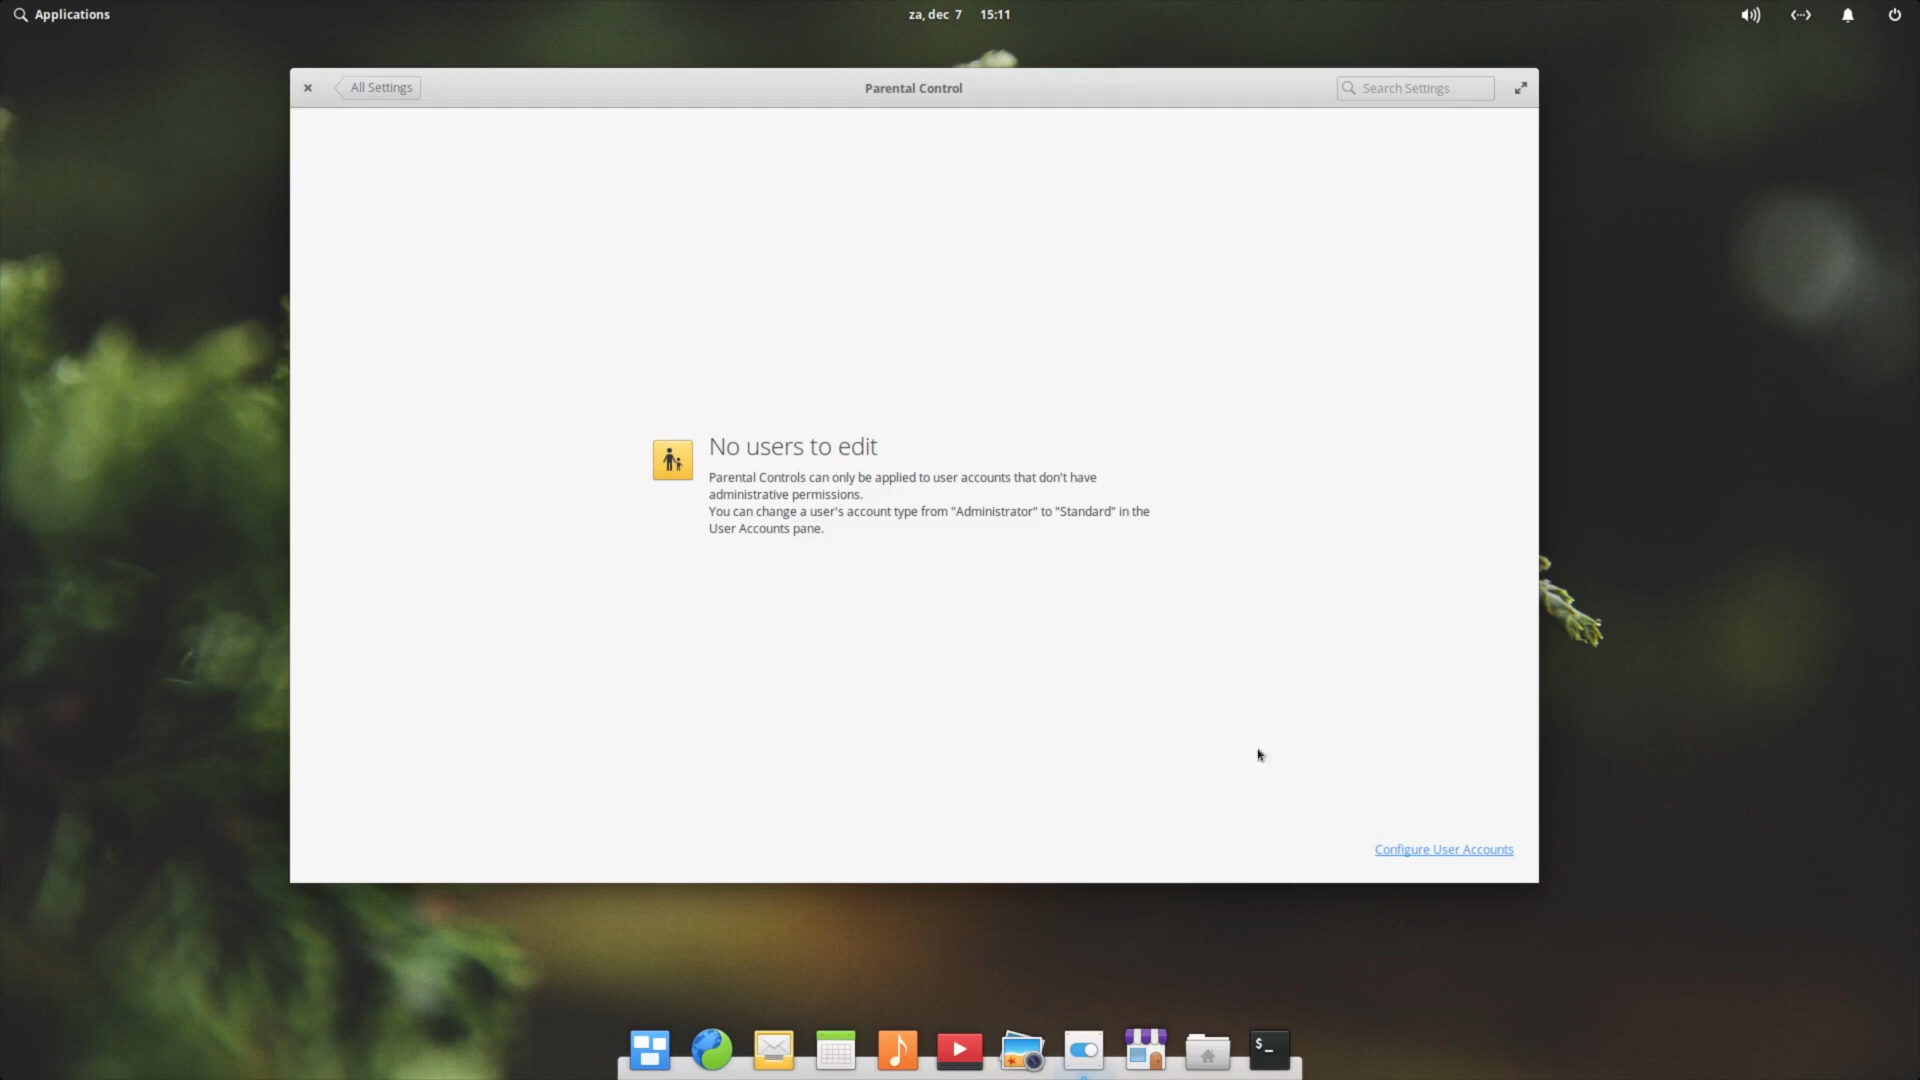 Applications
za, dec 7 15:11
All Settings
Parental Control
Search Settings
No users to edit
Parental Controls can only be applied to user accounts that don't have
administrative permissions.
You can change a user's account type from "Administrator" to "Standard" in the
User Accounts pane.
Configure User Accounts
$_